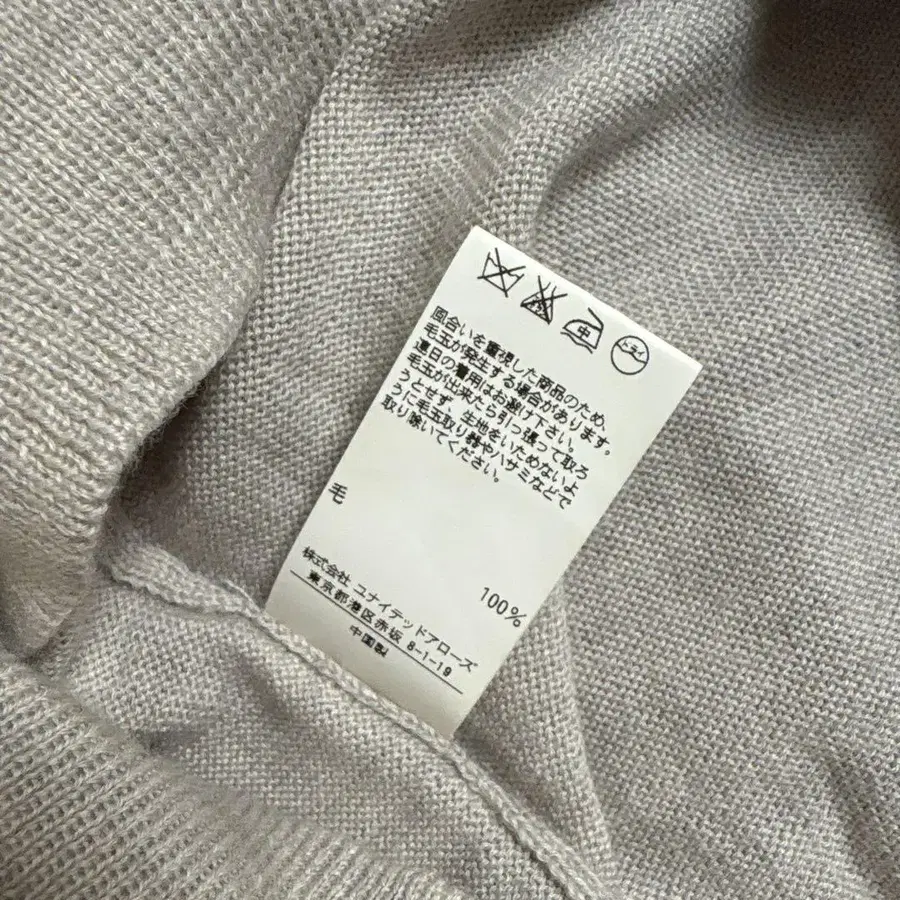 中
ドライ
風合いを重視した商品のため、
毛玉が発生する場合があります。
連日の着用はお避け下さい。
毛玉が出来たら引っ張って取ろ
うとせず、生地をいためないよ
うに毛玉取り器やハサミなどで
取り除いてください。
毛
100%
株式会社 ユナイテッドアローズ
東京都港区赤坂 8-1-19
中国製